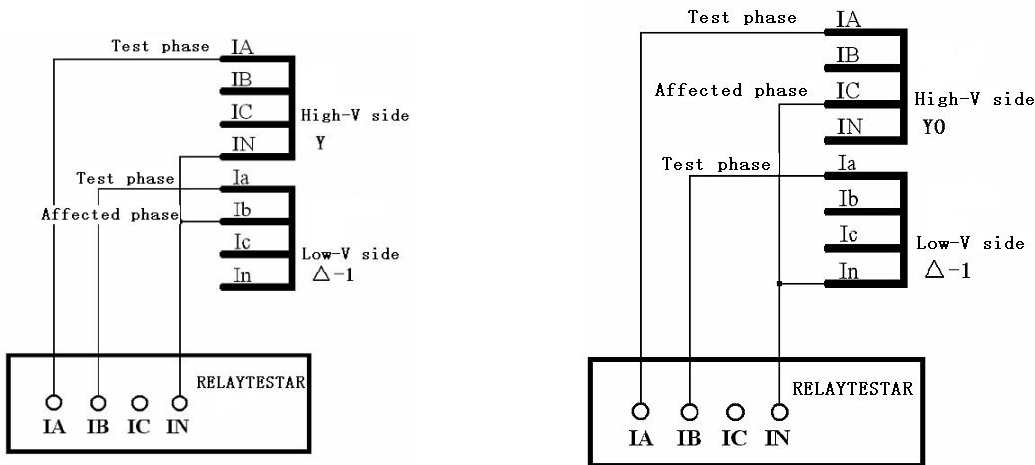 Test phase IA
IB
IC
High-V side
IN
Y
Test phase Ia
Affected phase Ib
Ic
Low-V side
In
△-1
RELAYTESTAR
IA IB IC IN
Test phase IA
IB
Affected phase IC
High-V side
IN
Y0
Test phase Ia
Ib
Ic
Low-V side
In
△-1
RELAYTESTAR
IA IB IC IN